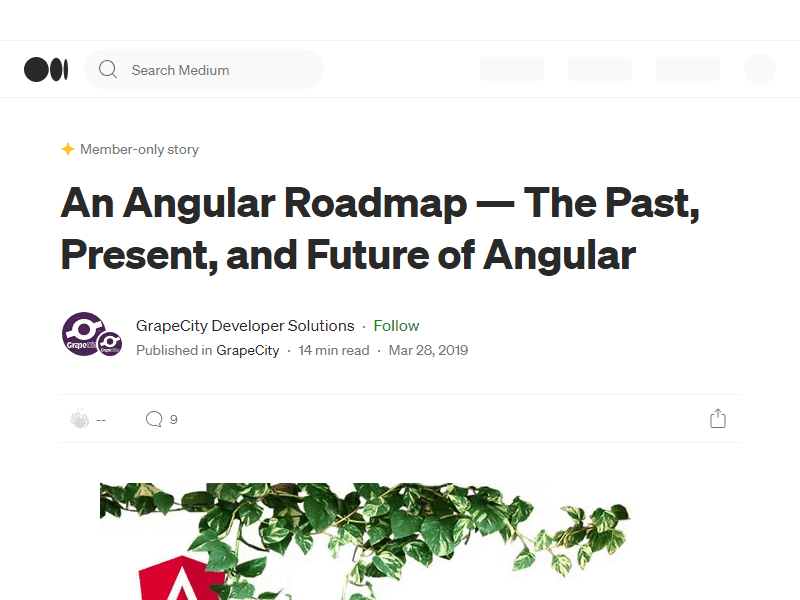 Search Medium
Member-only story
An Angular Roadmap — The Past,
Present, and Future of Angular
GrapeCity Developer Solutions · Follow
Published in GrapeCity · 14 min read · Mar 28, 2019
-- 9